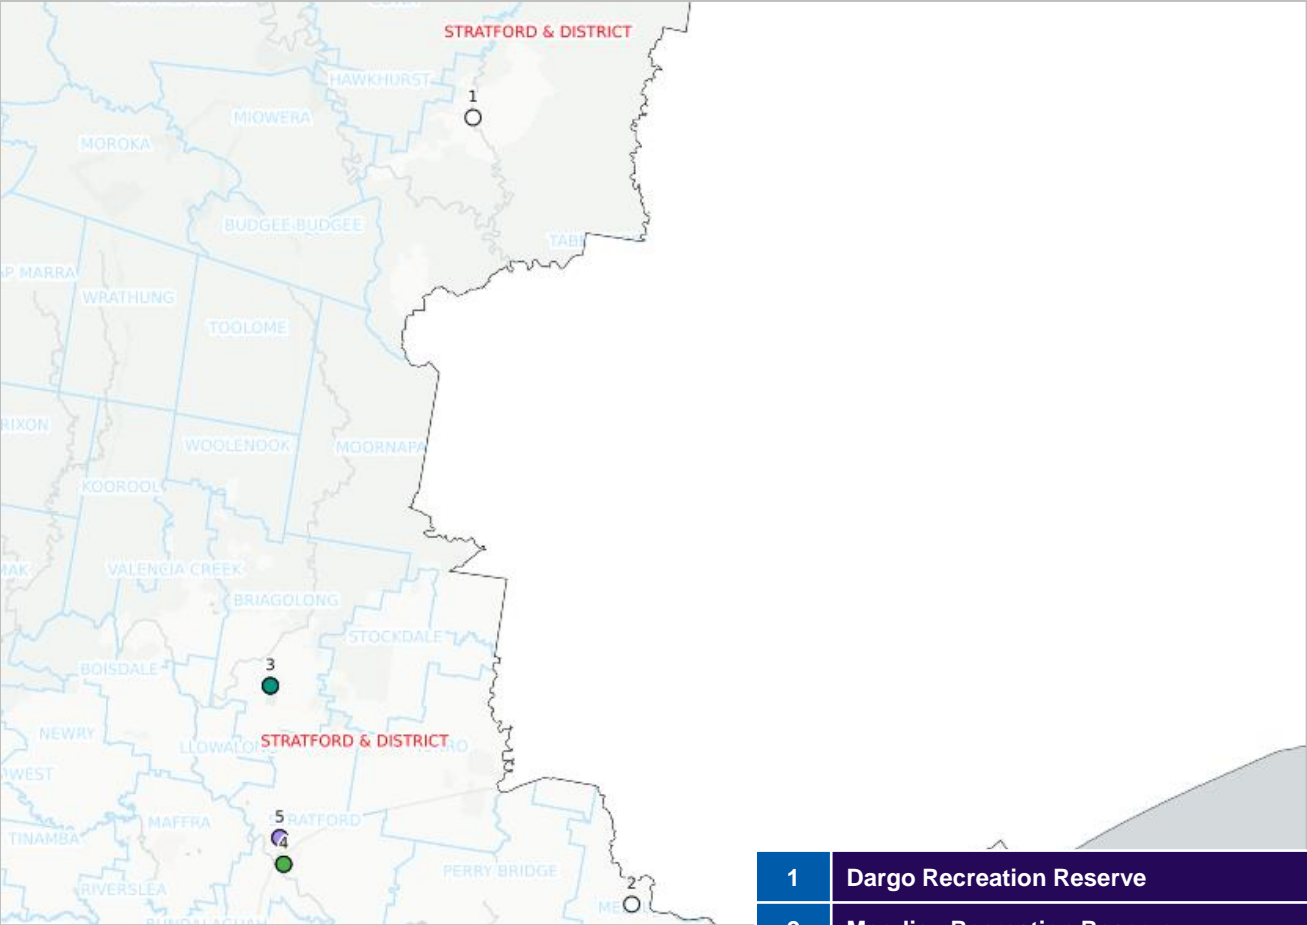 STRATFORD & DISTRICT
HAWKHURST
1
MIOWERA
MOROKA
BUDGEE BUDGEE
WRATHUNG
TOOLOME
WOOLENOOK
MOORNAPA
KOOROOL
VALENCIA CREEK
BRIAGOLONG
STOCKDALE
BOISDALE
3
NEWRY
STRATFORD & DISTRICT
5
MAFFRA
4
TINAMBA
PERRY BRIDGE
RIVERSLEA
2
1 Dargo Recreation Reserve